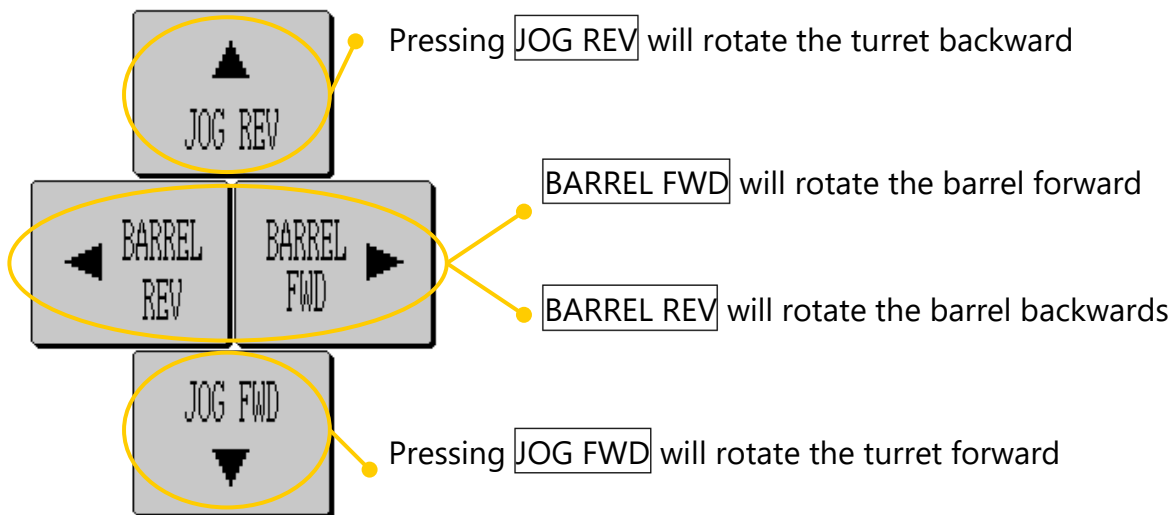 Pressing JOG REV will rotate the turret backward
JOG REV
BARREL FWD will rotate the barrel forward
BARREL
REV
BARREL
FWD
BARREL REV will rotate the barrel backwards
JOG FWD
Pressing JOG FWD will rotate the turret forward